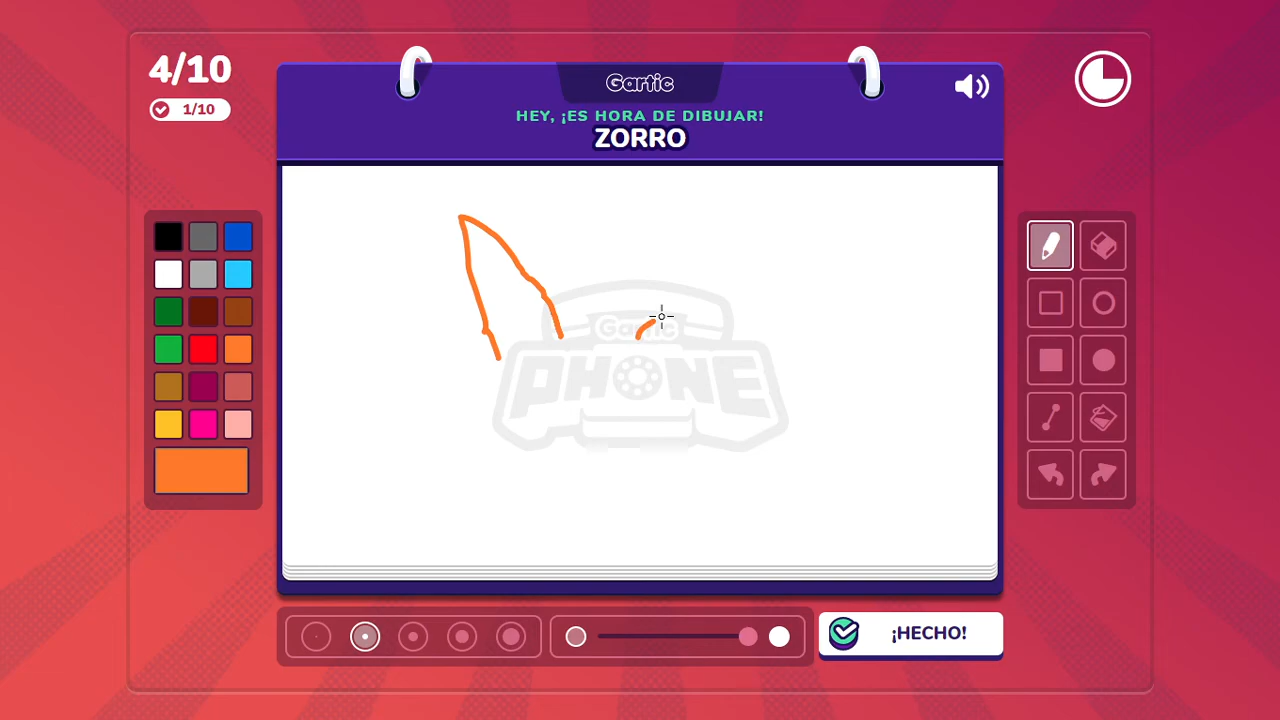 4/10
1/10
Gartic
HEY, ¡ES HORA DE DIBUJAR!
ZORRO
Gartic
PHONE
¡HECHO!